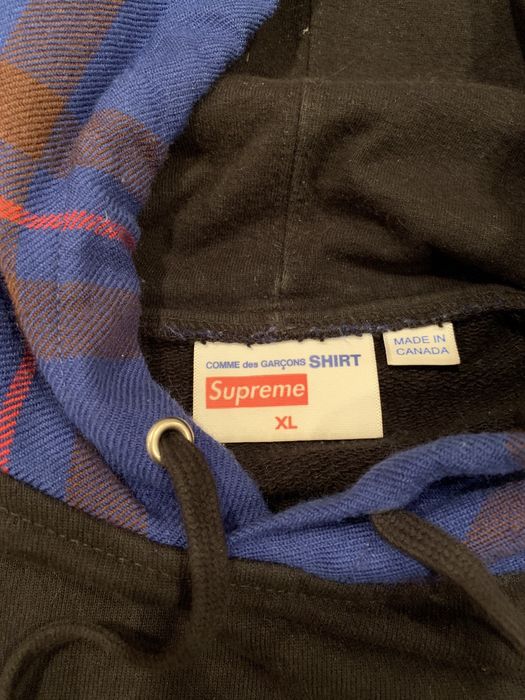 COMME des GARÇONS SHIRT
Supreme
XL
MADE IN
CANADA